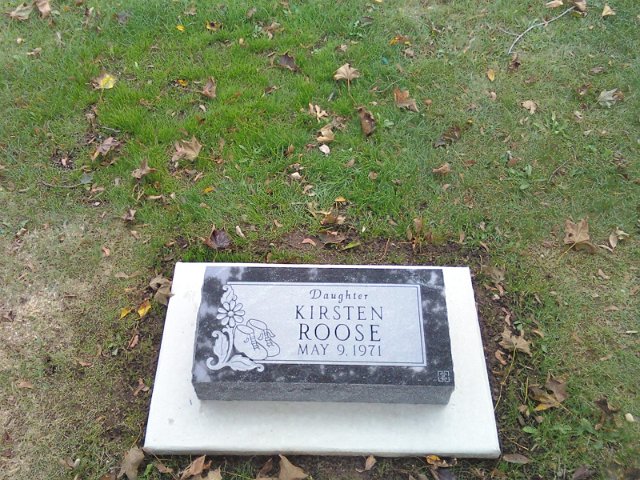 Daughter
KIRSTEN
ROOSE
MAY 9, 1971